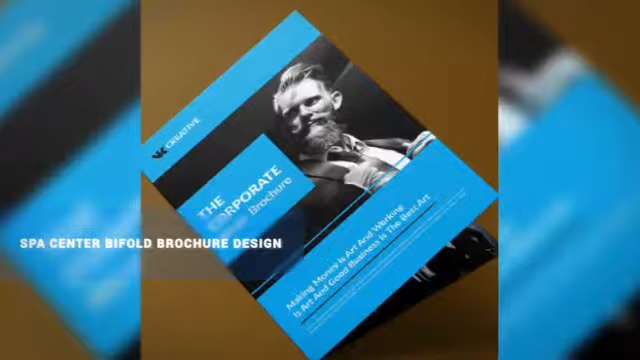 CREATIVE
THE
CORPORATE
Brochure
Making Money Is Art And Working
Is Art And Good Business Is The Best Art
SPA CENTER BIFOLD BROCHURE DESIGN